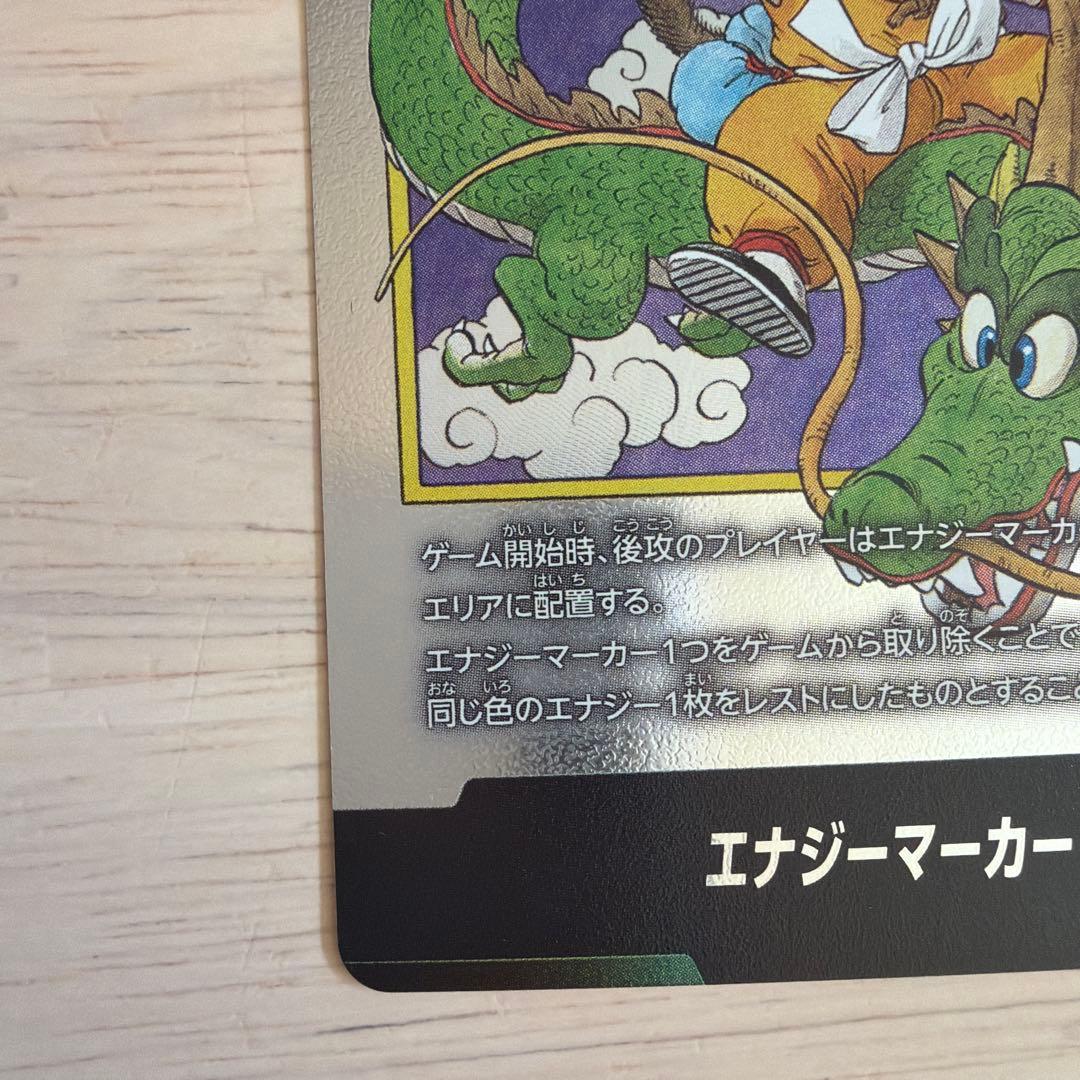 ゲーム開始時、後攻のプレイヤーはエナジーマーカ
エリアに配置する。
エナジーマーカー1つをゲームから取り除くことで
同じ色のエナジー1枚をレストにしたものとするこ
エナジーマーカー